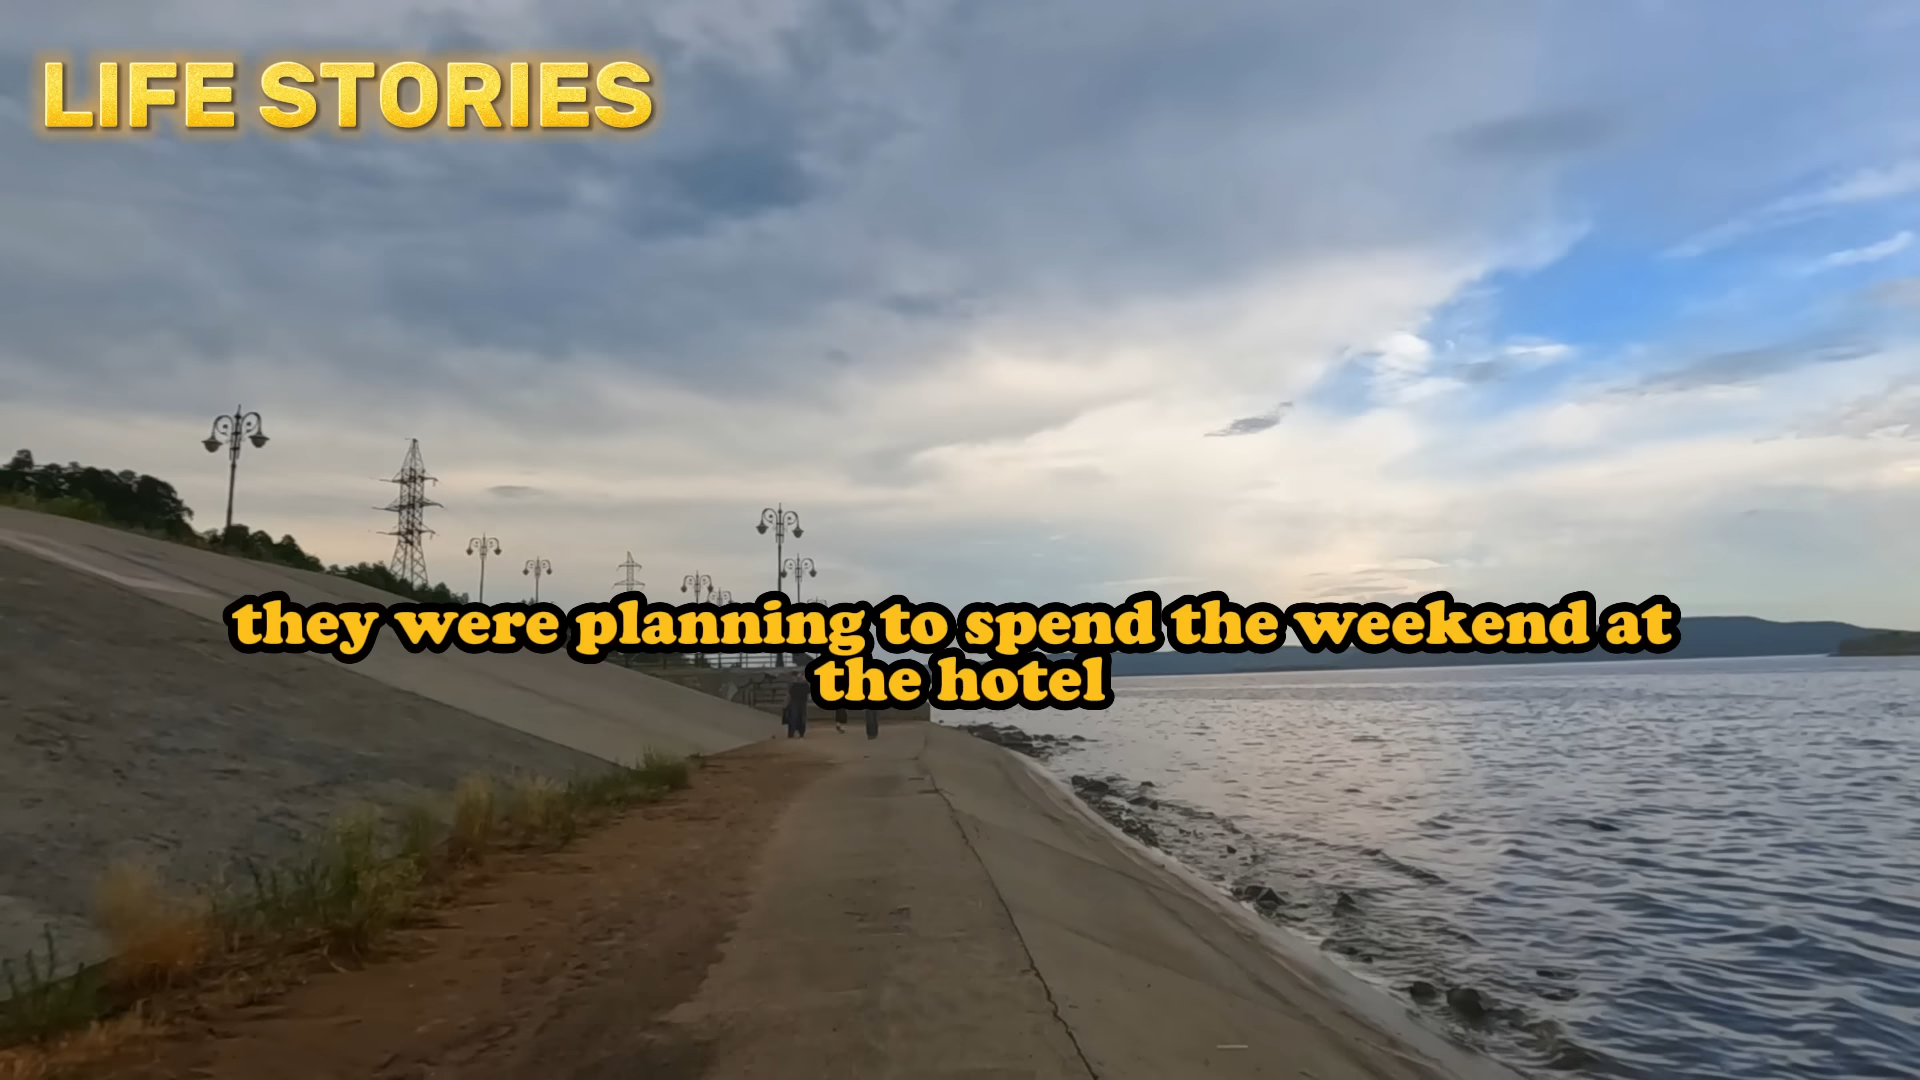 LIFE STORIES
they were planning to spend the weekend at
the hotel